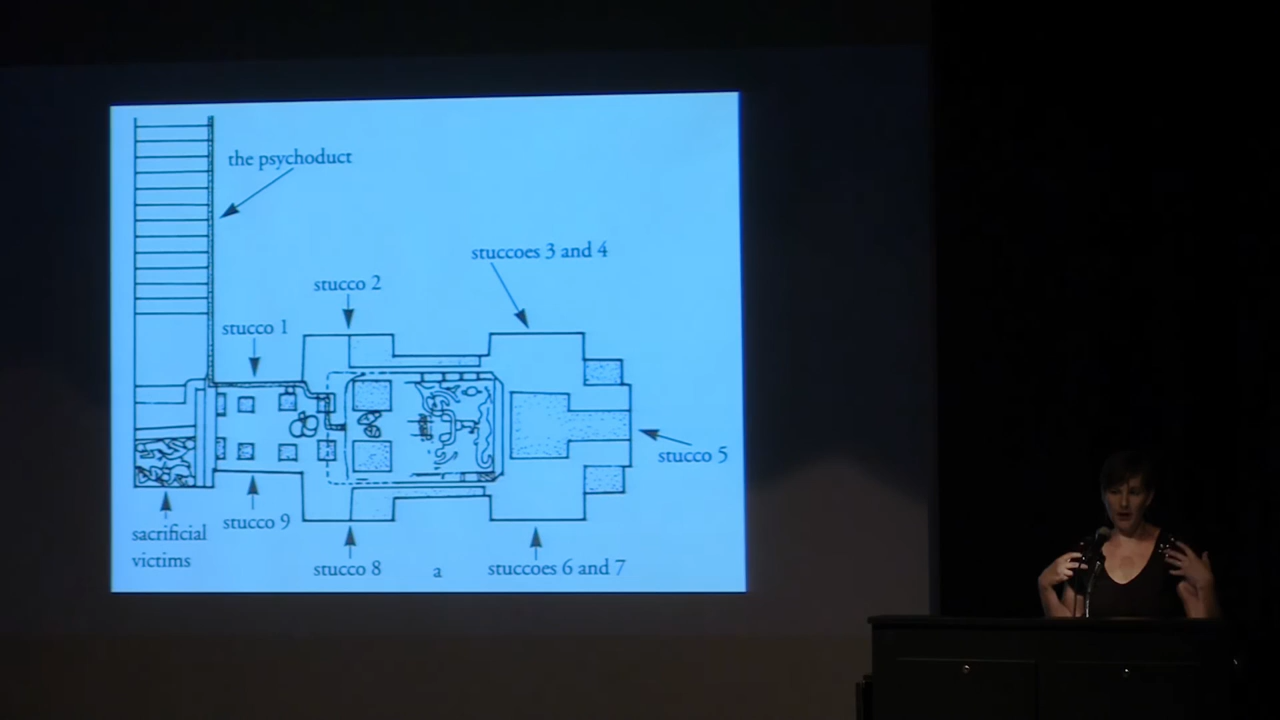 the psychoduct
stuccoes 3 and 4
stucco 2
stucco 1
stucco 5
stucco 9
sacrificial
victims
stucco 8
a
stuccoes 6 and 7